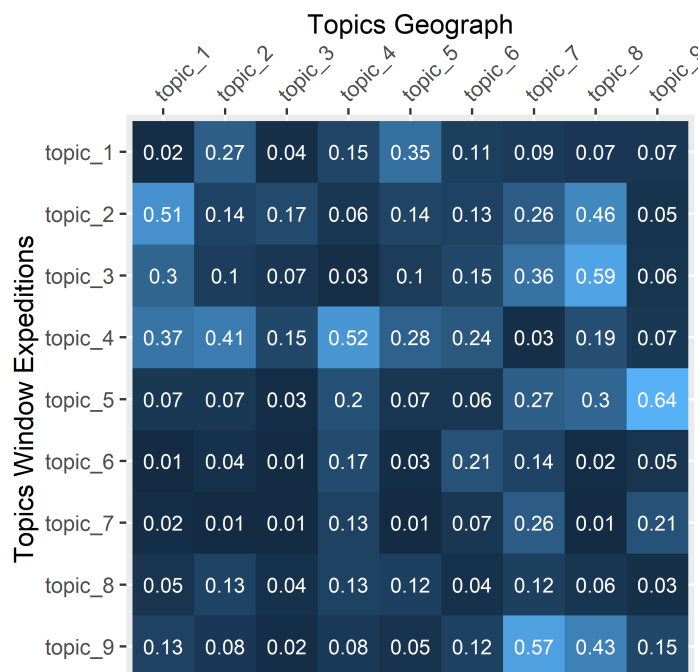 Topics Geograph
topic_1 topic_2 topic_3 topic_4 topic_5 topic_6 topic_7 topic_8 topic_9
Topics Window Expeditions
topic_1 0.02 0.27 0.04 0.15 0.35 0.11 0.09 0.07 0.07
topic_2 0.51 0.14 0.17 0.06 0.14 0.13 0.26 0.46 0.05
topic_3 0.3 0.1 0.07 0.03 0.1 0.15 0.36 0.59 0.06
topic_4 0.37 0.41 0.15 0.52 0.28 0.24 0.03 0.19 0.07
topic_5 0.07 0.07 0.03 0.2 0.07 0.06 0.27 0.3 0.64
topic_6 0.01 0.04 0.01 0.17 0.03 0.21 0.14 0.02 0.05
topic_7 0.02 0.01 0.01 0.13 0.01 0.07 0.26 0.01 0.21
topic_8 0.05 0.13 0.04 0.13 0.12 0.04 0.12 0.06 0.03
topic_9 0.13 0.08 0.02 0.08 0.05 0.12 0.57 0.43 0.15